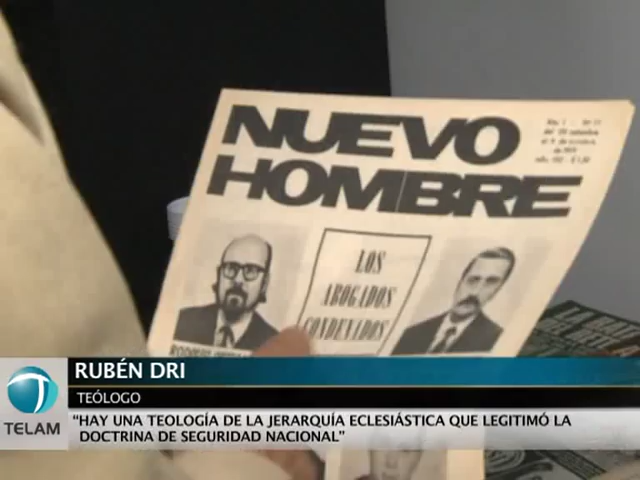 NUEVO
HOMBRE
LOS
ABOGADOS
CONDENADOS
RUBÉN DRI
TEÓLOGO
TELAM
“HAY UNA TEOLOGÍA DE LA JERARQUÍA ECLESIÁSTICA QUE LEGITIMÓ LA
DOCTRINA DE SEGURIDAD NACIONAL”